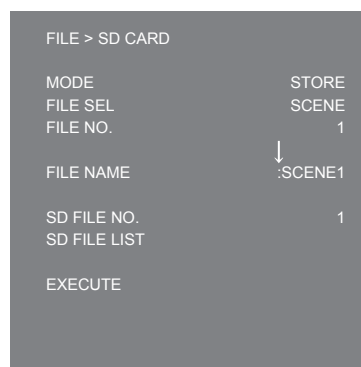 FILE > SD CARD
MODE STORE
FILE SEL SCENE
FILE NO. 1
↓
FILE NAME :SCENE1
SD FILE NO. 1
SD FILE LIST
EXECUTE